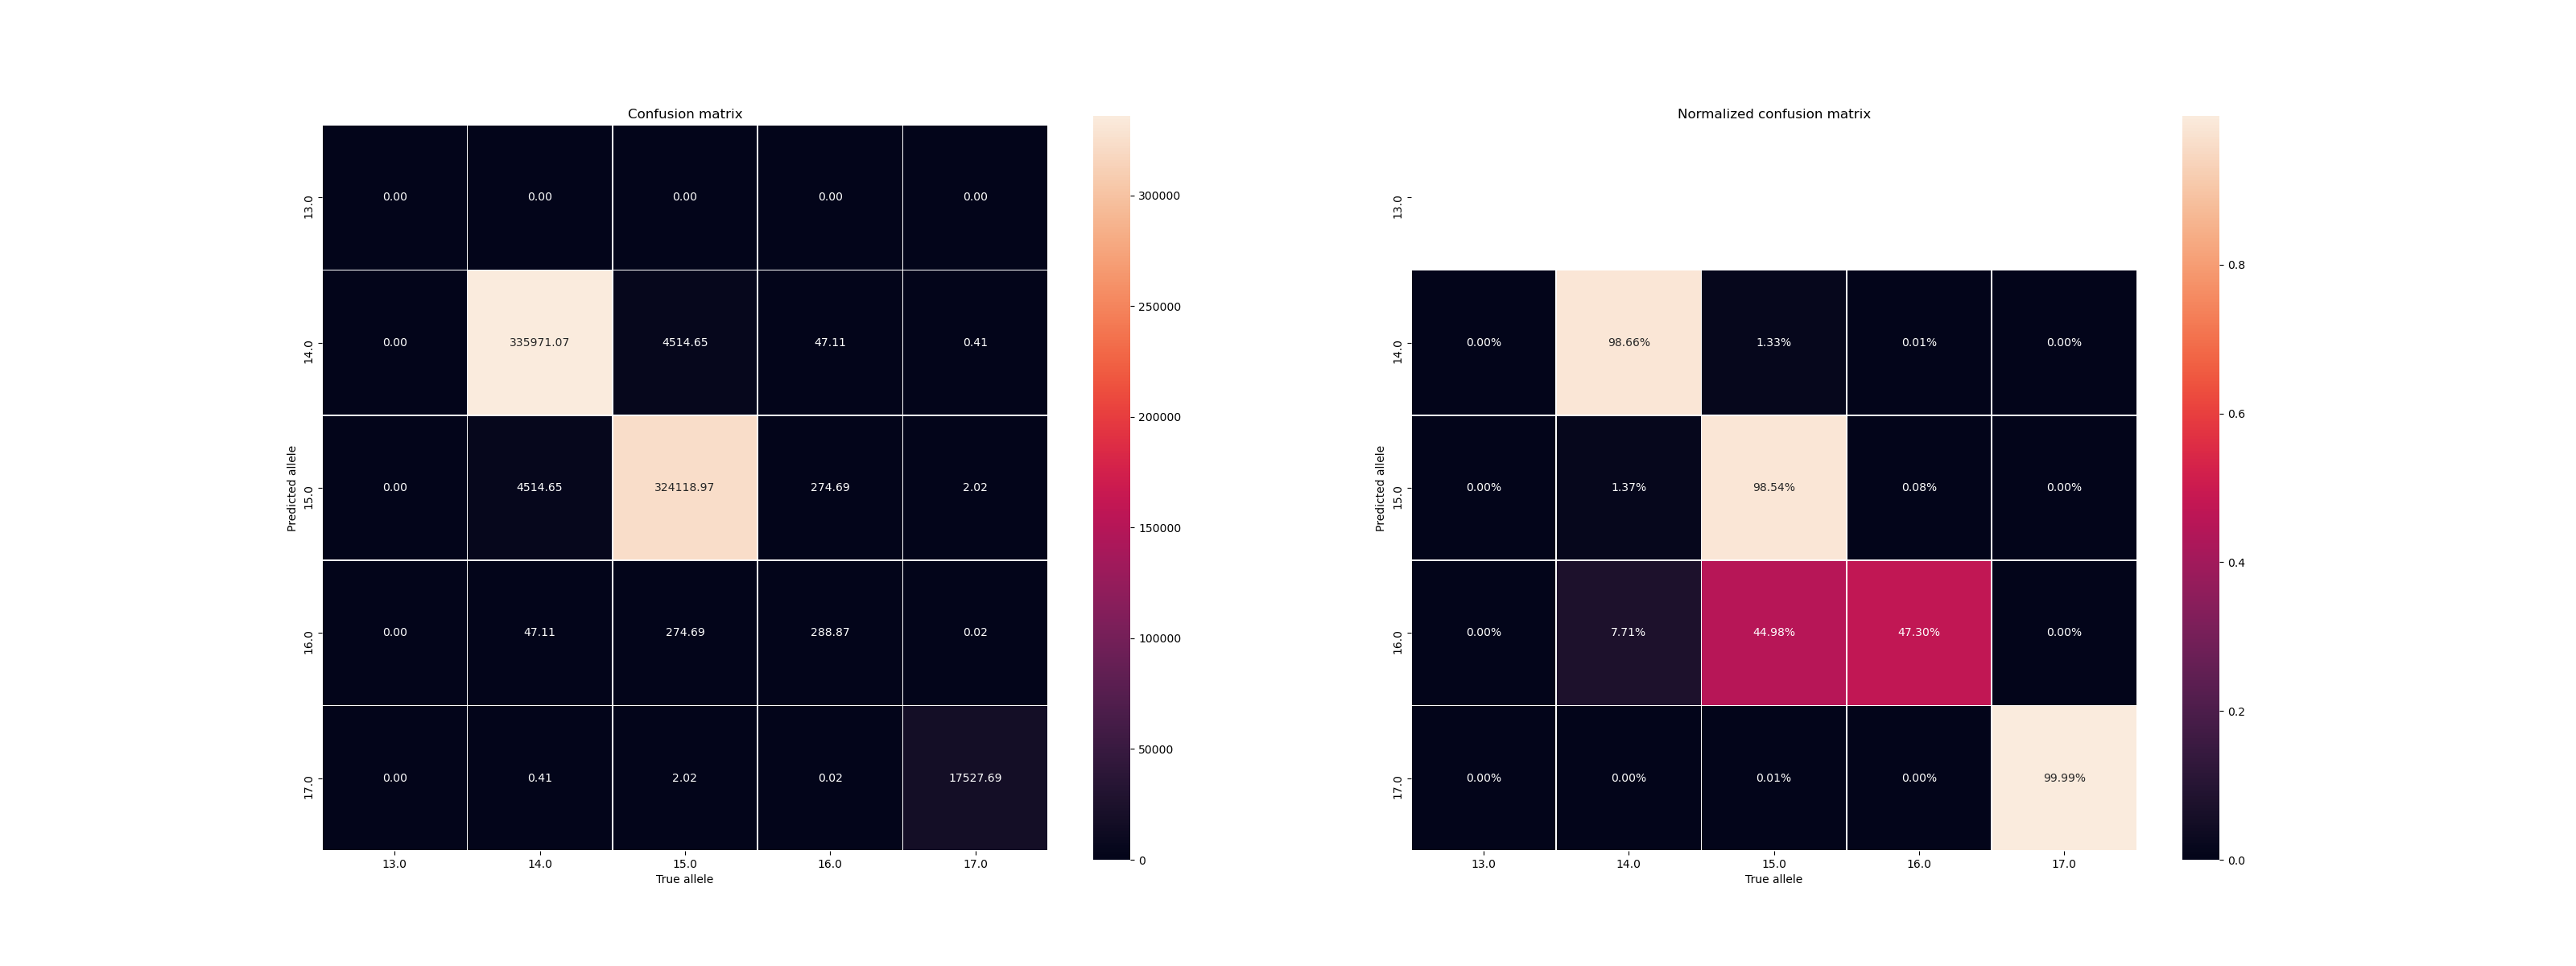 Confusion matrix
Predicted allele
13.0
0.00 0.00 0.00 0.00 0.00
14.0
0.00 335971.07 4514.65 47.11 0.41
15.0
0.00 4514.65 324118.97 274.69 2.02
16.0
0.00 47.11 274.69 288.87 0.02
17.0
0.00 0.41 2.02 0.02 17527.69
13.0 14.0 15.0 16.0 17.0
True allele
300000
250000
200000
150000
100000
50000
0
Normalized confusion matrix
Predicted allele
13.0
14.0
0.00% 98.66% 1.33% 0.01% 0.00%
15.0
0.00% 1.37% 98.54% 0.08% 0.00%
16.0
0.00% 7.71% 44.98% 47.30% 0.00%
17.0
0.00% 0.00% 0.01% 0.00% 99.99%
13.0 14.0 15.0 16.0 17.0
True allele
0.8
0.6
0.4
0.2
0.0